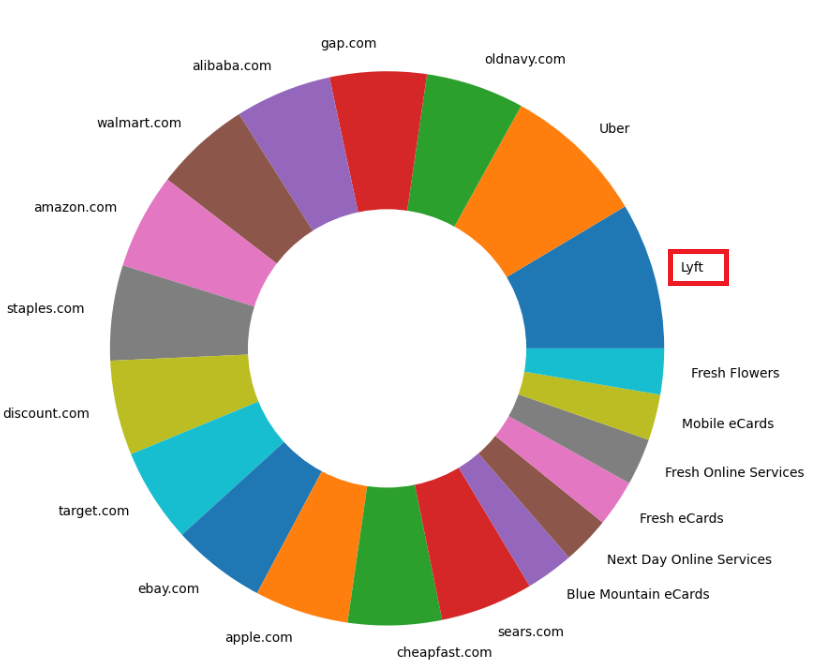 gap.com
oldnavy.com
alibaba.com
walmart.com
Uber
amazon.com
Lyft
staples.com
Fresh Flowers
discount.com
Mobile eCards
Fresh Online Services
target.com
Fresh eCards
Next Day Online Services
ebay.com
Blue Mountain eCards
apple.com
sears.com
cheapfast.com